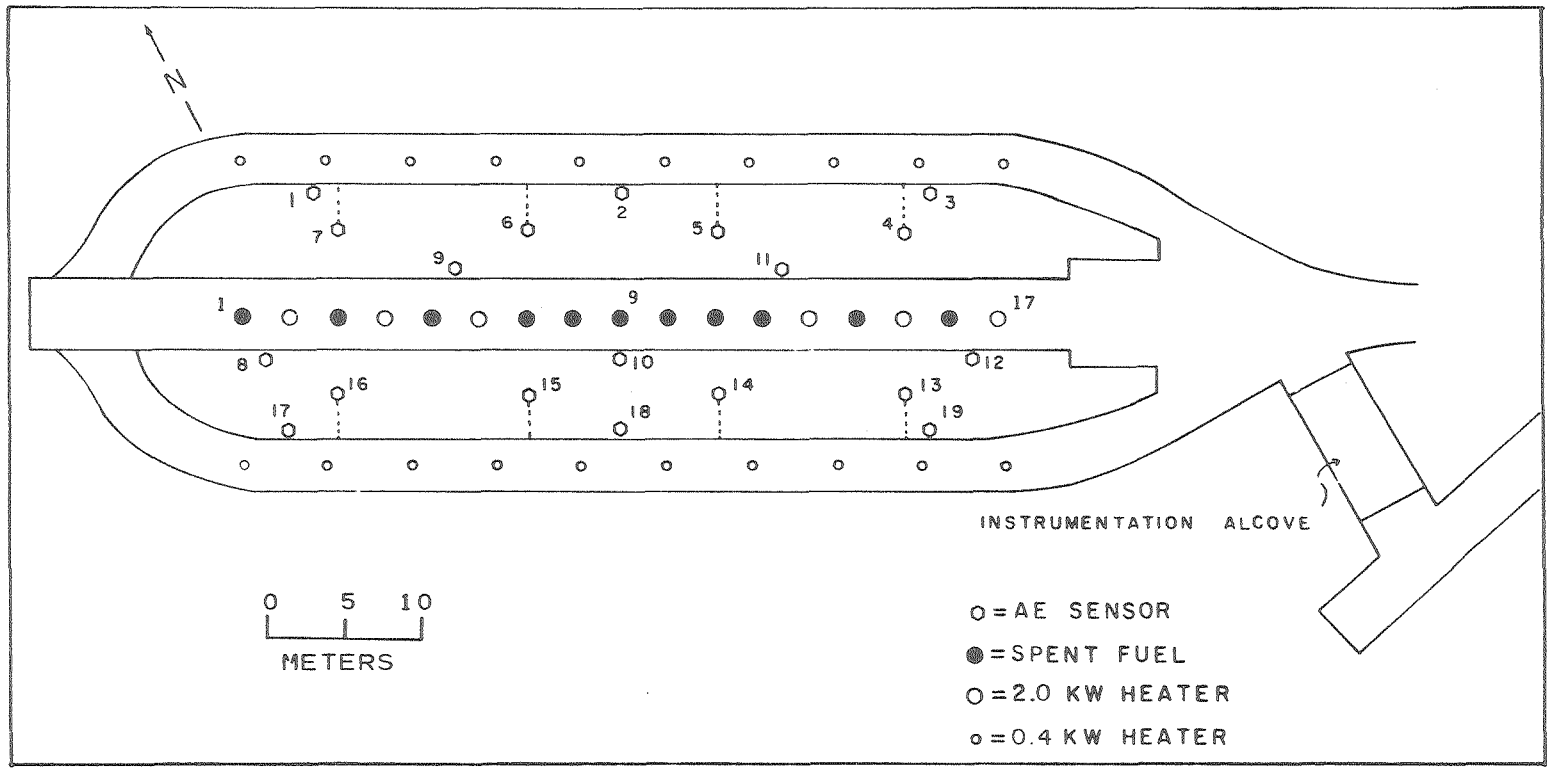 N
1
2
3
7
6
5
4
9
11
1
9
17
8
10
12
16
15
14
13
17
18
19
INSTRUMENTATION ALCOVE
0 5 10
METERS
= AE SENSOR
= SPENT FUEL
= 2.0 KW HEATER
= 0.4 KW HEATER